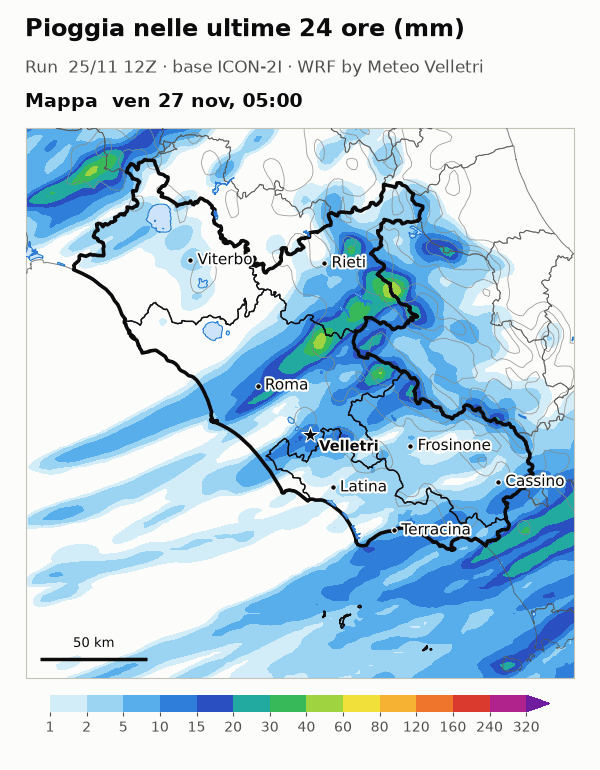 Pioggia nelle ultime 24 ore (mm)
Run 25/11 12Z · base ICON-2I · WRF by Meteo Velletri
Mappa ven 27 nov, 05:00
Viterbo
Rieti
Roma
Velletri
Frosinone
Latina
Cassino
Terracina
50 km
1 2 5 10 15 20 30 40 60 80 120 160 240 320